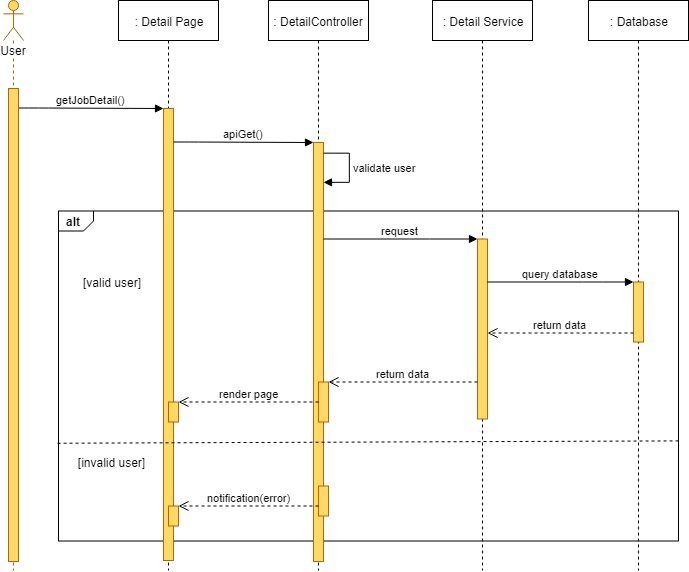 : Detail Page
: DetailController
: Detail Service
: Database
User
getJobDetail()
apiGet()
validate user
alt
request
query database
[valid user]
return data
return data
render page
[invalid user]
notification(error)